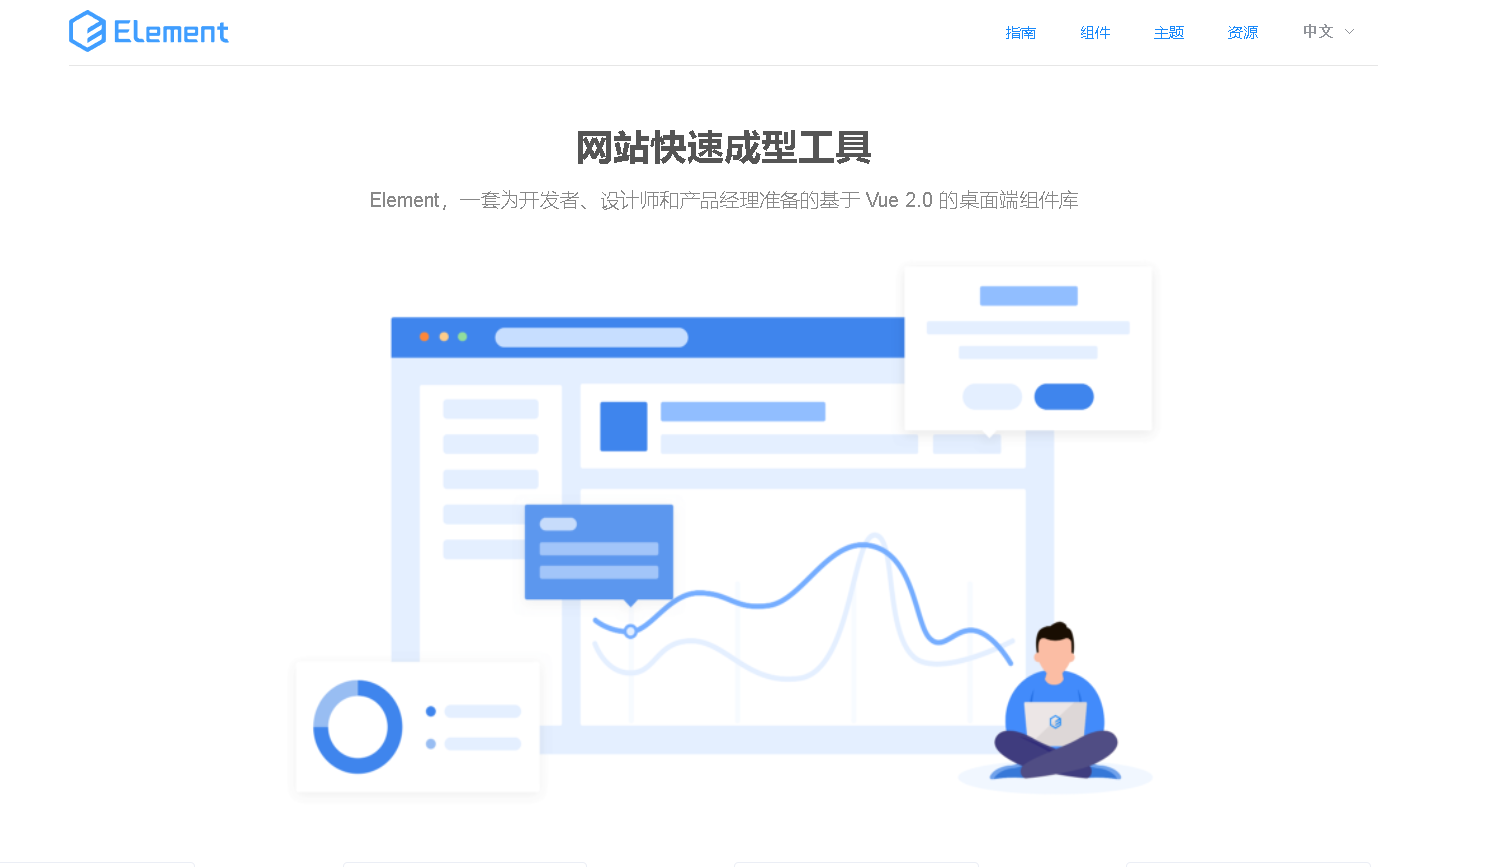 Element
指南
组件
主题
资源
中文
网站快速成型工具
Element，一套为开发者、设计师和产品经理准备的基于 Vue 2.0 的桌面端组件库